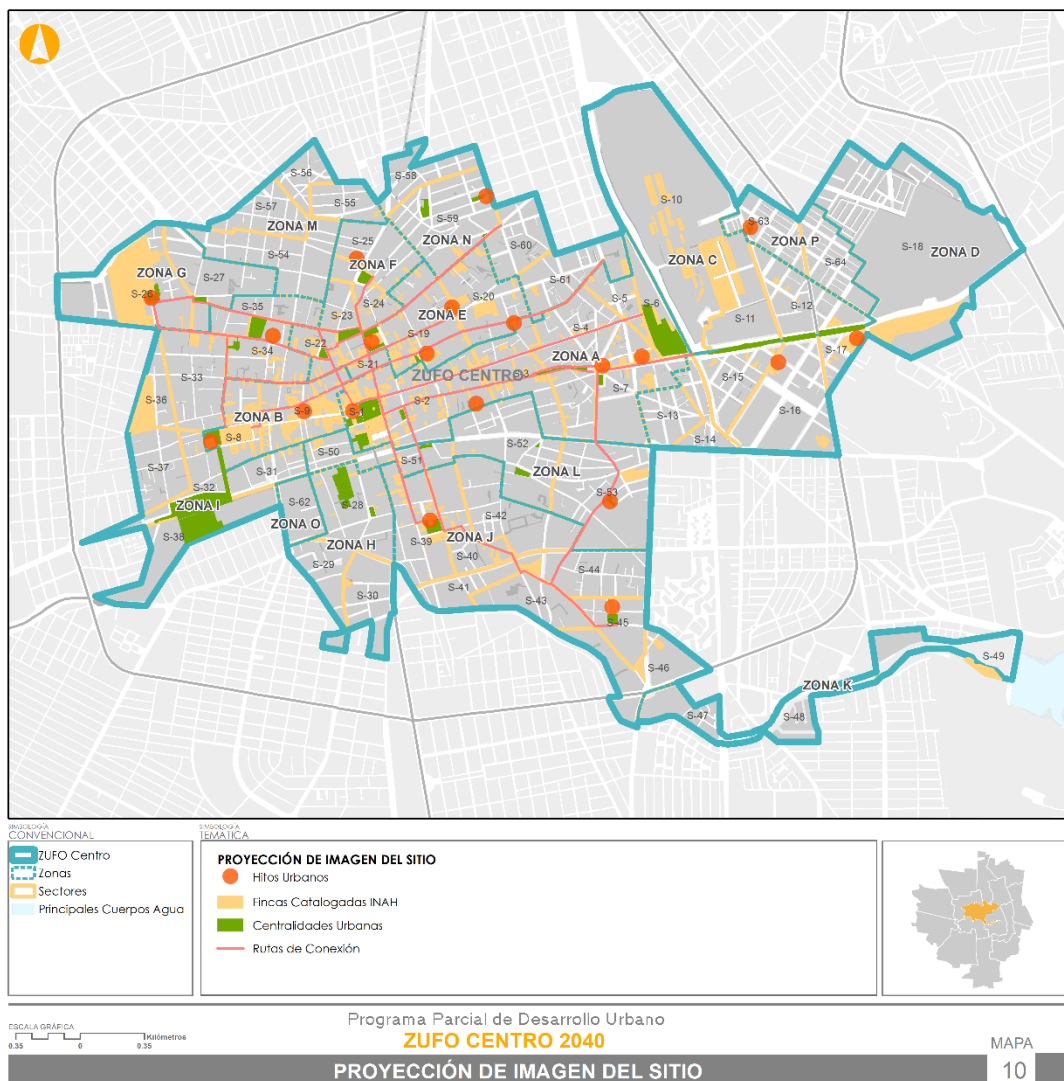 S-56
S-58
S-57
S-55
S-59
S-10
S-63
ZONA M
ZONA N
ZONA P
S-25
S-60
S-18
S-54
ZONA F
ZONA C
ZONA D
S-64
ZONA G
S-27
S-61
S-26
S-24
S-20
S-5
S-6
S-12
S-35
S-23
ZONA E
S-11
S-19
S-4
S-34
S-22
S-17
S-21
ZONA A
S-33
ZUFO CENTRO
S-3
S-15
S-7
S-36
S-2
S-16
ZONA B
S-9
S-1
S-13
S-8
S-14
S-50
S-52
S-51
S-37
S-31
ZONA L
S-32
S-53
ZONA I
S-62
S-28
S-42
ZONA O
S-38
S-39
ZONA J
ZONA H
S-40
S-29
S-44
S-41
S-30
S-43
S-45
S-49
S-46
ZONA K
S-47
S-48
SIMBOLOGÍA
CONVENCIONAL
ZUFO Centro
Zonas
Sectores
Principales Cuerpos Agua
SIMBOLOGÍA
TEMATICA
PROYECCIÓN DE IMAGEN DEL SITIO
Hitos Urbanos
Fincas Catalogadas INAH
Centralidades Urbanas
Rutas de Conexión
ESCALA GRÁFICA
Kilómetros
0.35 0 0.35
Programa Parcial de Desarrollo Urbano
ZUFO CENTRO 2040
PROYECCIÓN DE IMAGEN DEL SITIO
MAPA
10